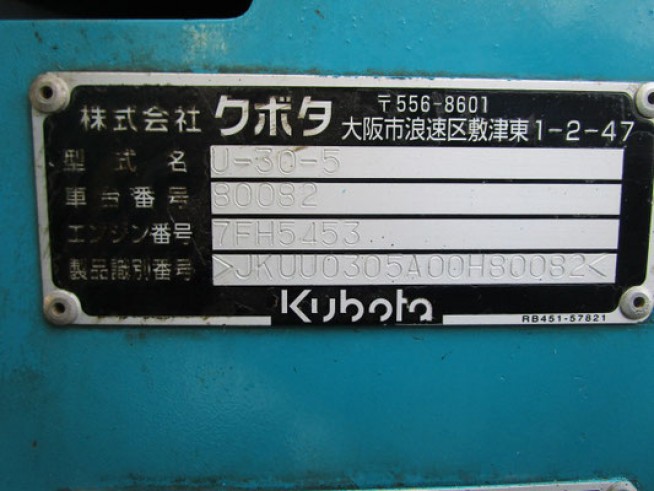 株式会社 クボタ 〒556-8601
大阪市浪速区敷津東1-2-47
型式名 U-30-5
車台番号 80082
エンジン番号 7FH5453
製品識別番号 >JKUU0305A00H80082<
Kubota
RB451-57821